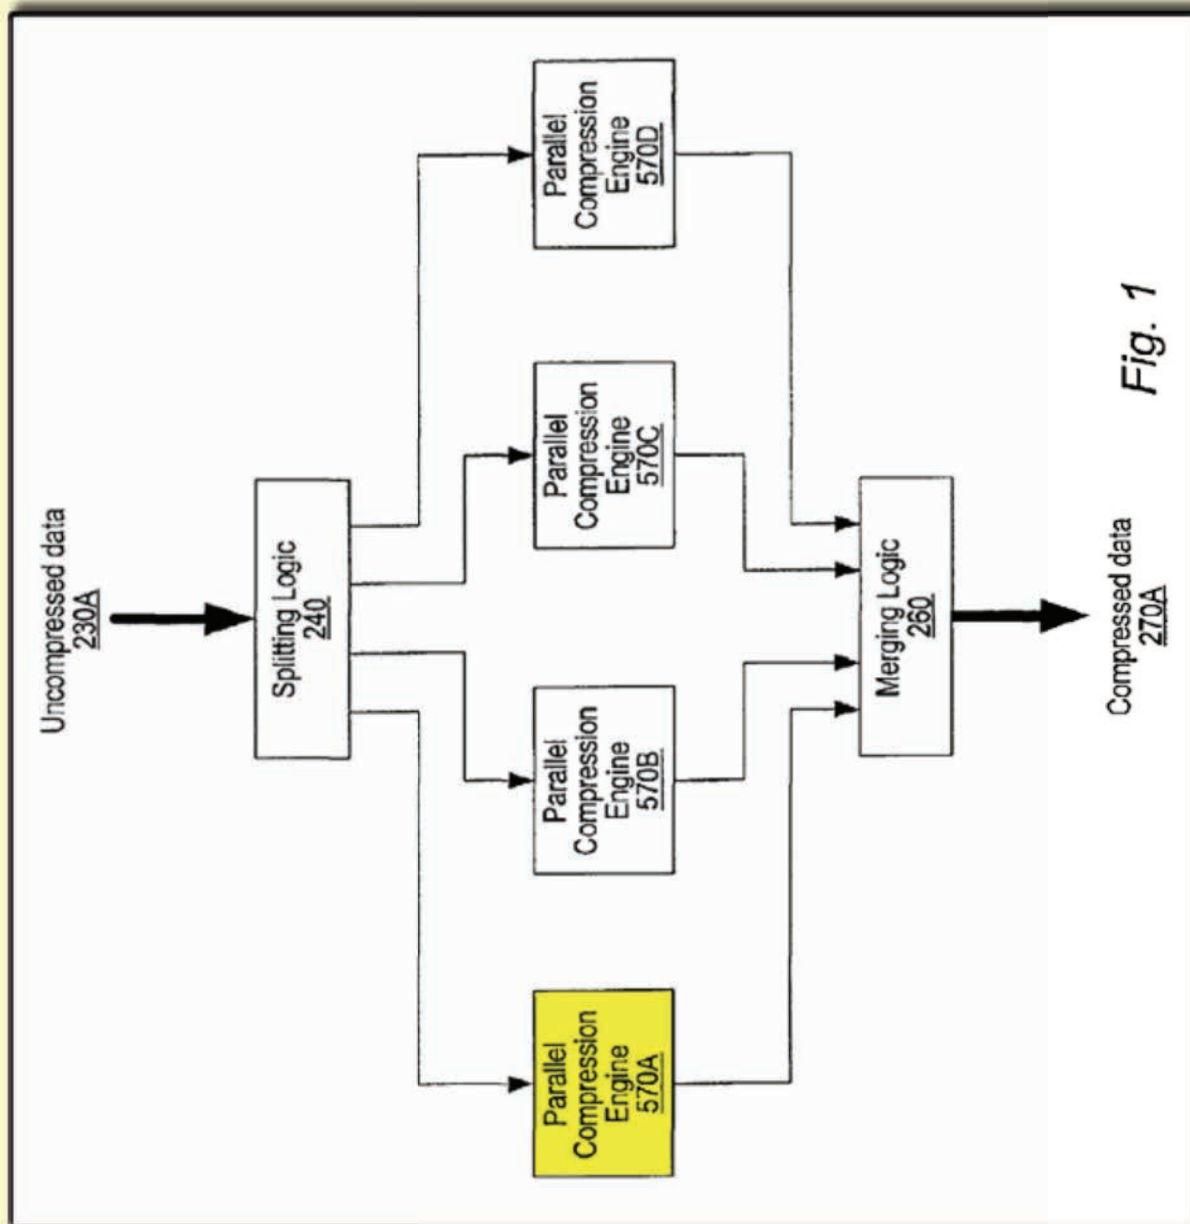 Uncompressed data
230A
Splitting Logic
240
Parallel
Compression
Engine
570A
Parallel
Compression
Engine
570B
Parallel
Compression
Engine
570C
Parallel
Compression
Engine
570D
Merging Logic
260
Compressed data
270A
Fig. 1